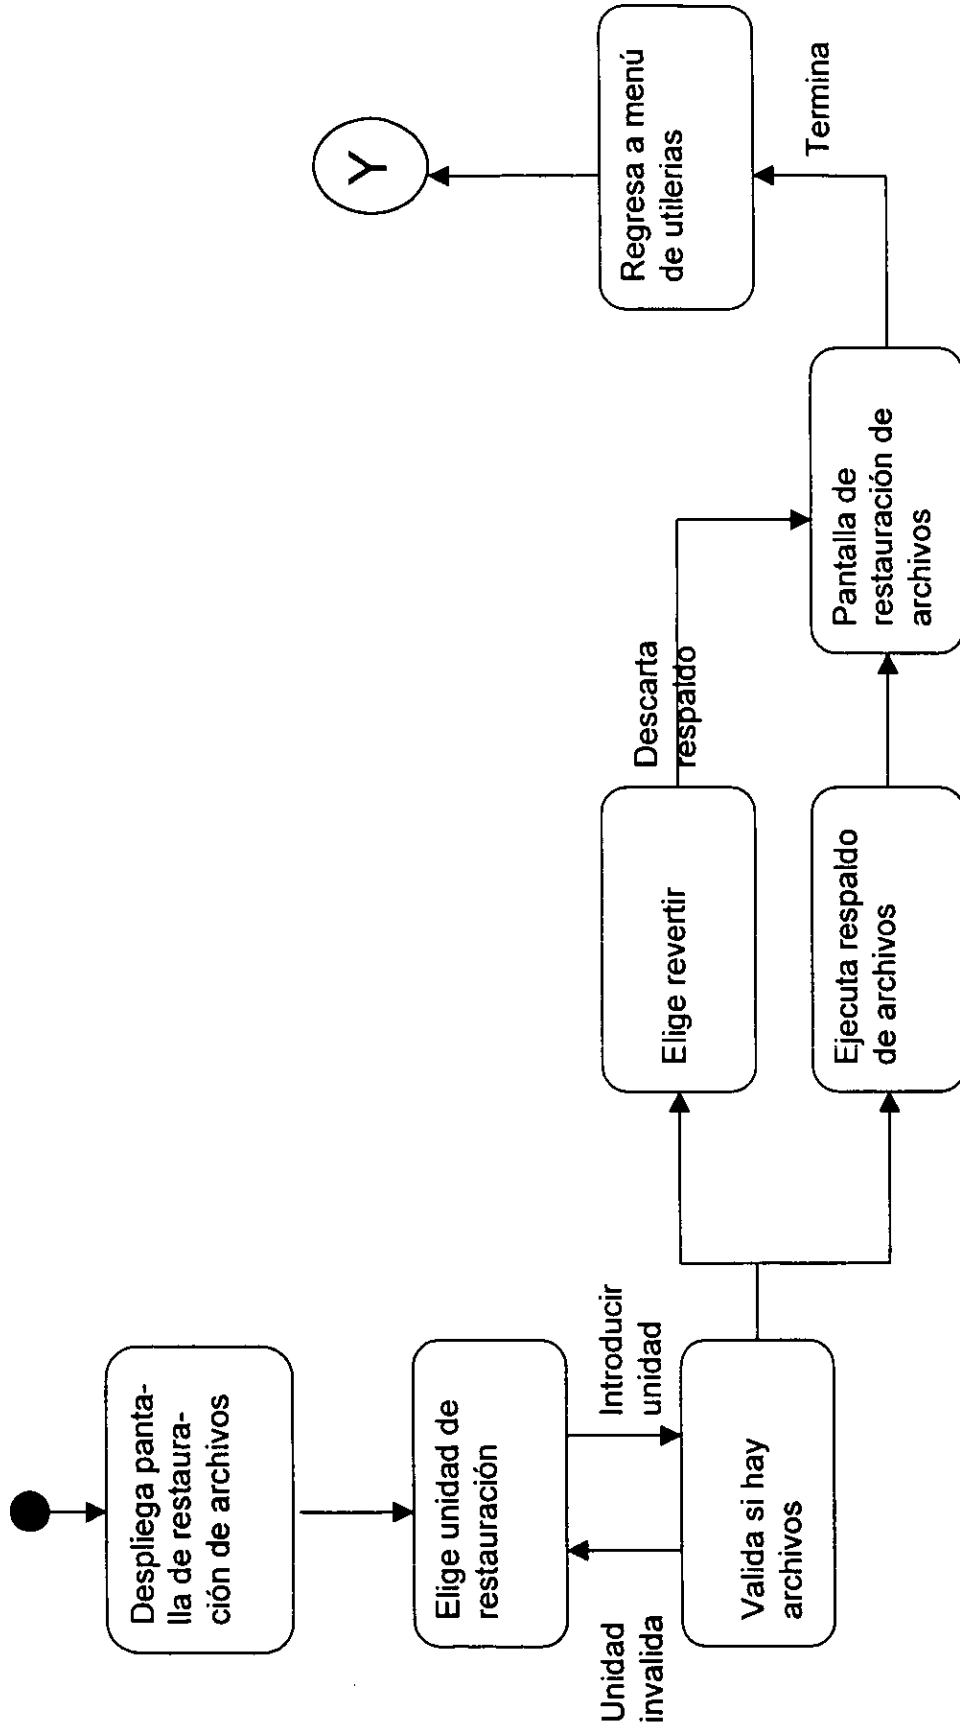 Despliega panta-
lla de restaura-
ción de archivos
Elige unidad de
restauración
Unidad
invalida
Introducir
unidad
Valida si hay
archivos
Elige revertir
Descarta
respaldo
Ejecuta respaldo
de archivos
Pantalla de
restauración de
archivos
Termina
Regresa a menú
de utilerias
Y